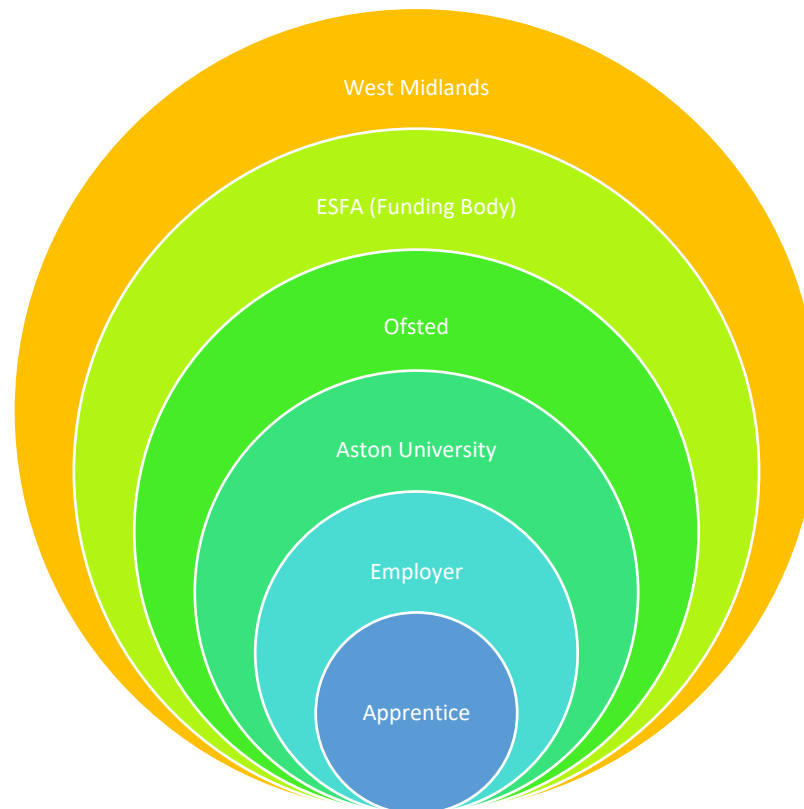 West Midlands
ESFA (Funding Body)
Ofsted
Aston University
Employer
Apprentice